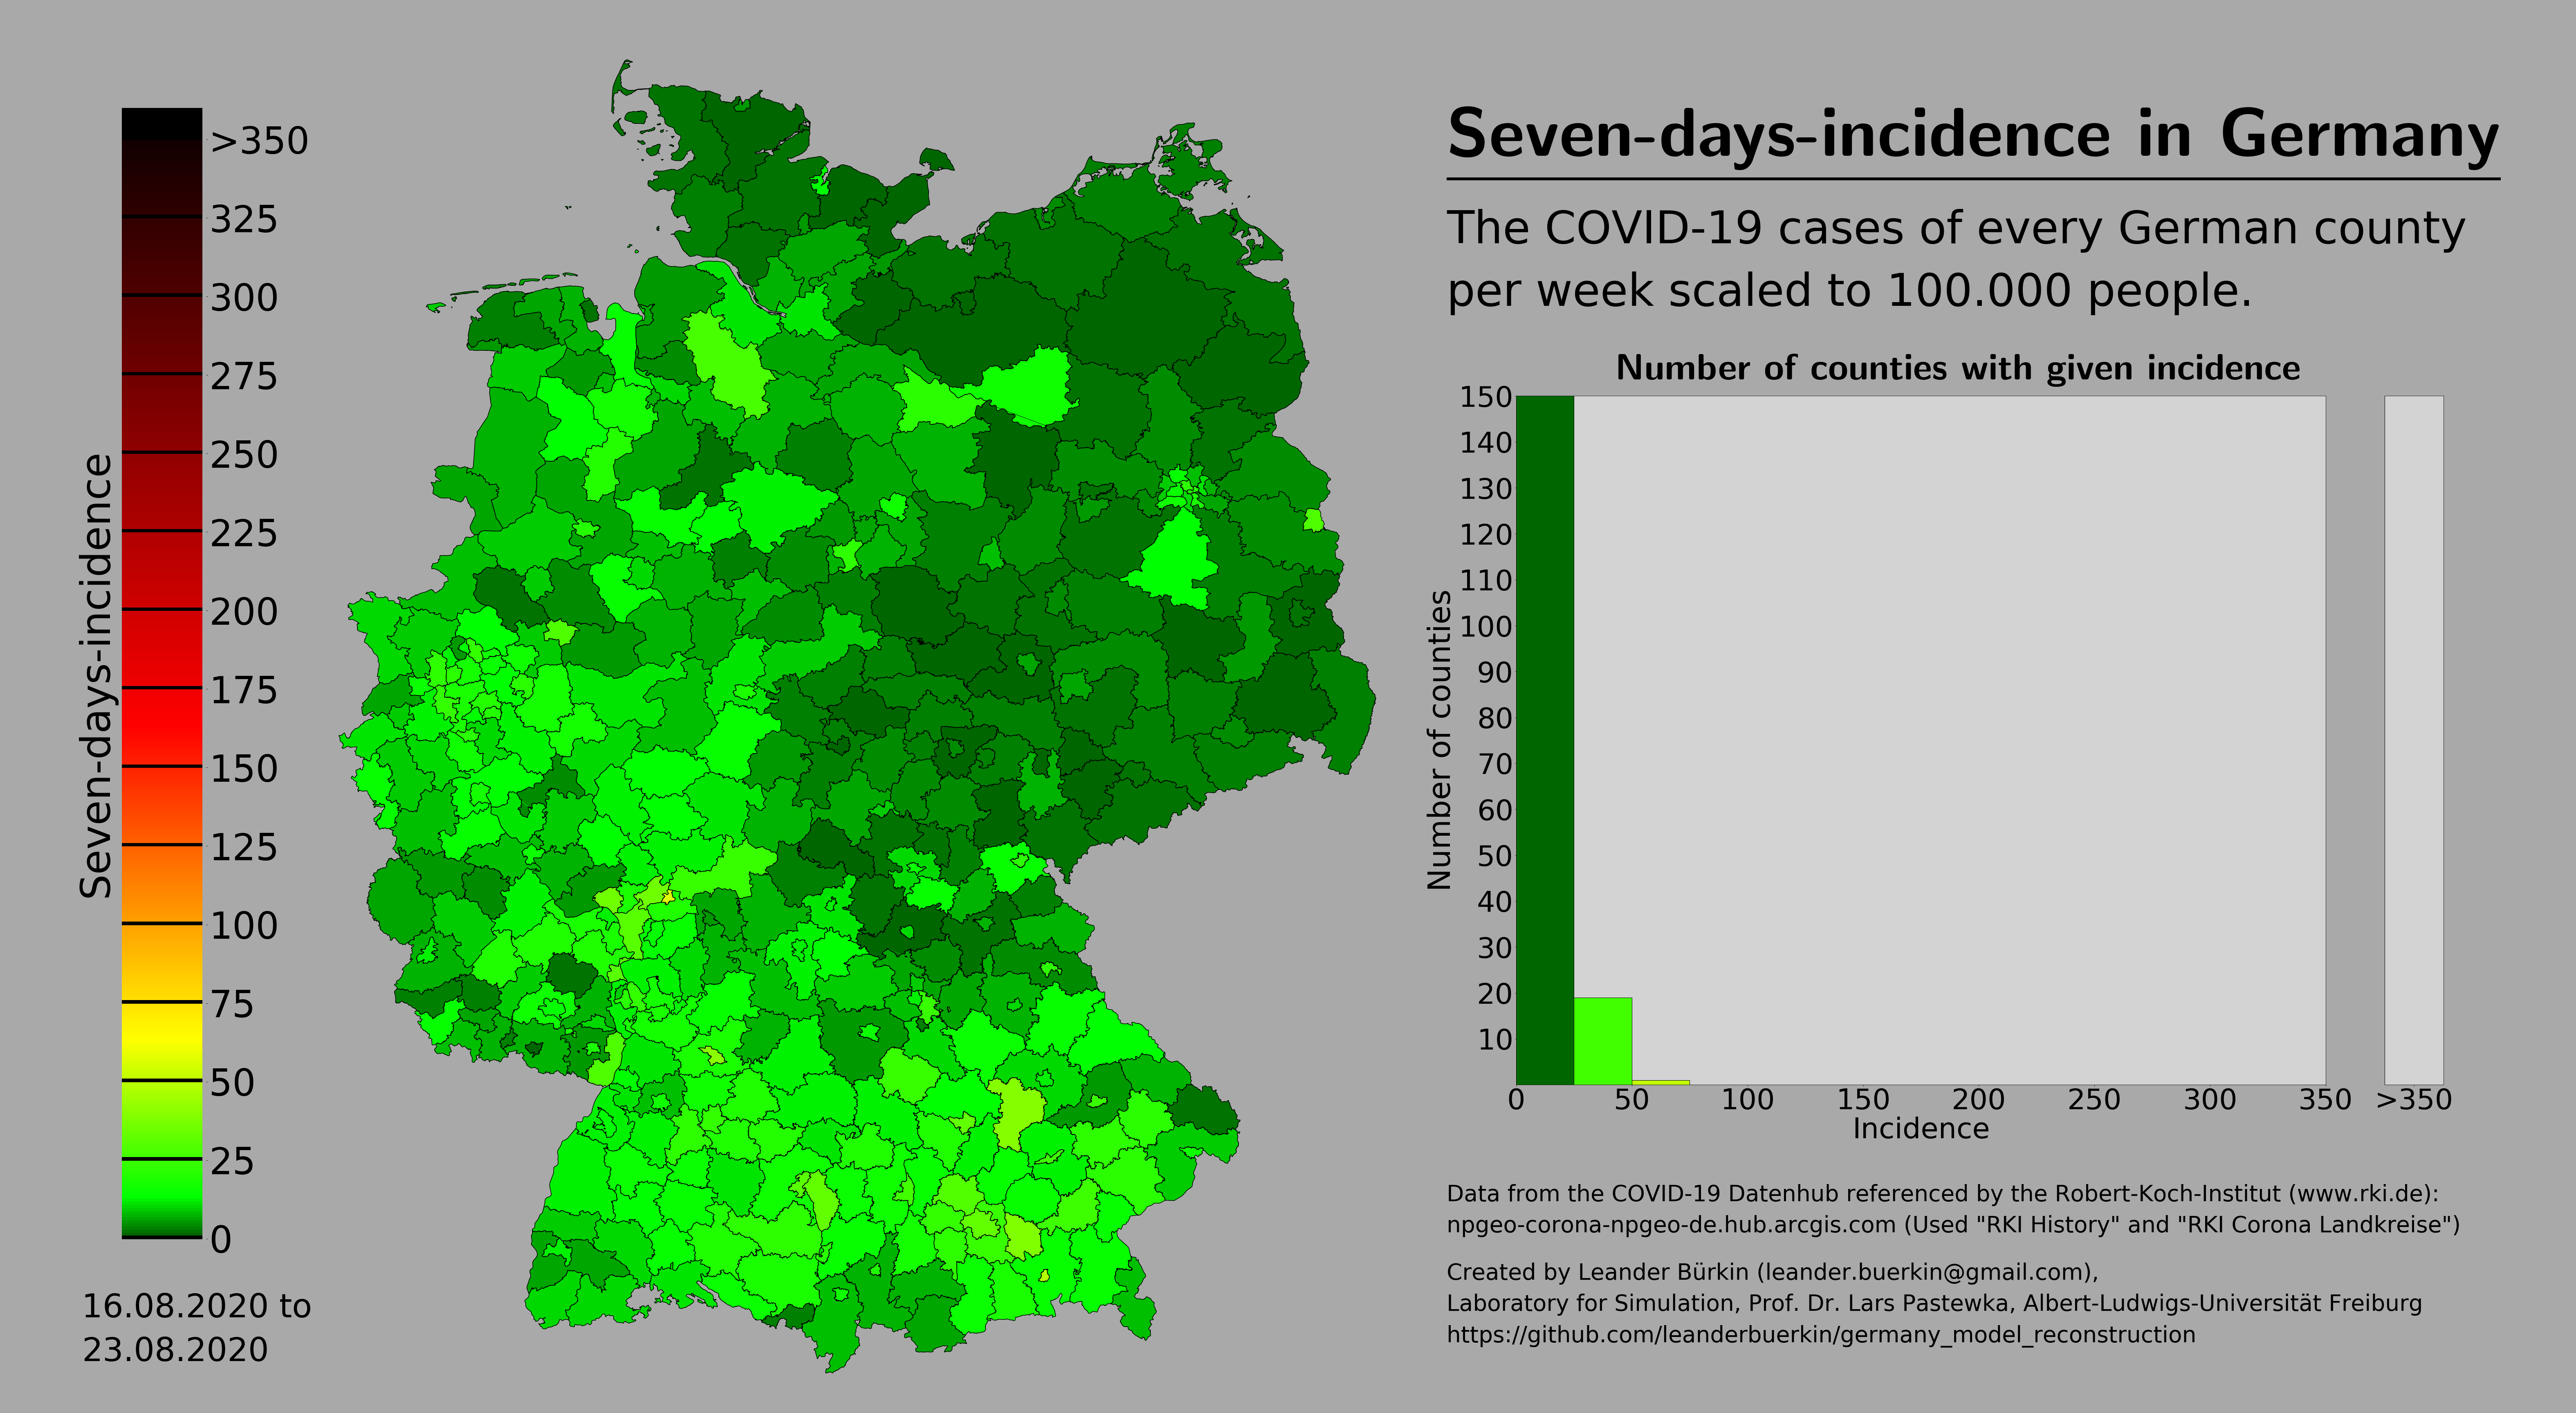 Seven-days-incidence in Germany
The COVID-19 cases of every German county
per week scaled to 100.000 people.
Seven-days-incidence
>350
325
300
275
250
225
200
175
150
125
100
75
50
25
0
16.08.2020 to
23.08.2020
Number of counties with given incidence
Number of counties
150
140
130
120
110
100
90
80
70
60
50
40
30
20
10
0 50 100 150 200 250 300 350 >350
Incidence
Data from the COVID-19 Datenhub referenced by the Robert-Koch-Institut (www.rki.de):
npgeo-corona-npgeo-de.hub.arcgis.com (Used "RKI History" and "RKI Corona Landkreise")
Created by Leander Bürkin (leander.buerkin@gmail.com),
Laboratory for Simulation, Prof. Dr. Lars Pastewka, Albert-Ludwigs-Universität Freiburg
https://github.com/leanderbuerkin/germany_model_reconstruction